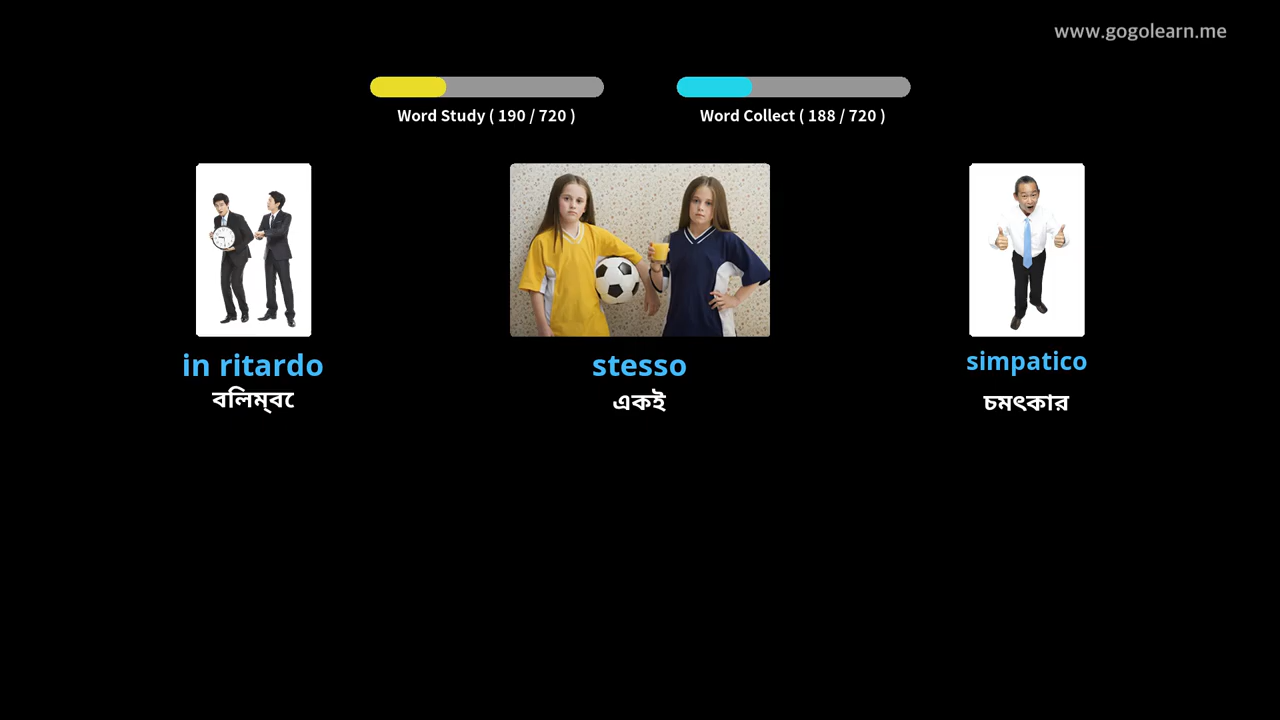 www.gogolearn.me
Word Study ( 190 / 720 )
Word Collect ( 188 / 720 )
in ritardo
বলিম্বে
stesso
একই
simpatico
চমৎকার